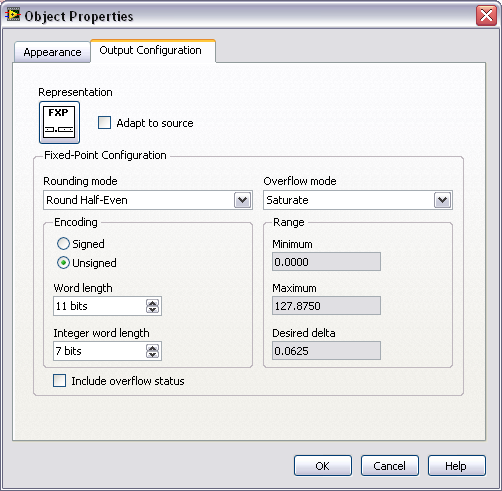 Object Properties
Appearance
Output Configuration
Representation
FXP
Adapt to source
Fixed-Point Configuration
Rounding mode
Overflow mode
Round Half-Even
Saturate
Encoding
Range
Signed
Unsigned
Minimum
0.0000
Word length
11 bits
Maximum
127.8750
Integer word length
7 bits
Desired delta
0.0625
Include overflow status
OK
Cancel
Help